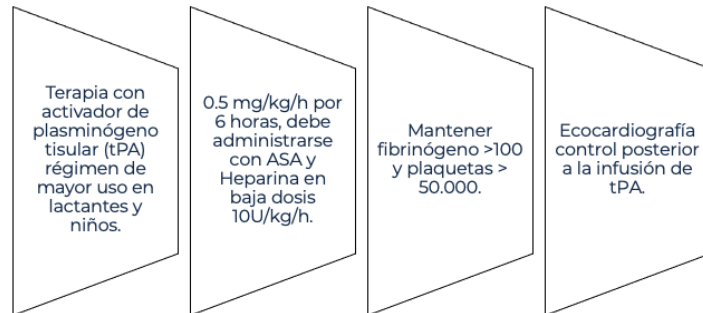 Terapia con
activador de
plasminógeno
tisular (tPA)
régimen de
mayor uso en
lactantes y
niños.
0.5 mg/kg/h por
6 horas, debe
administrarse
con ASA y
Heparina en
baja dosis
10U/kg/h.
Mantener
fibrinógeno >100
y plaquetas >
50.000.
Ecocardiografía
control posterior
a la infusión de
tPA.